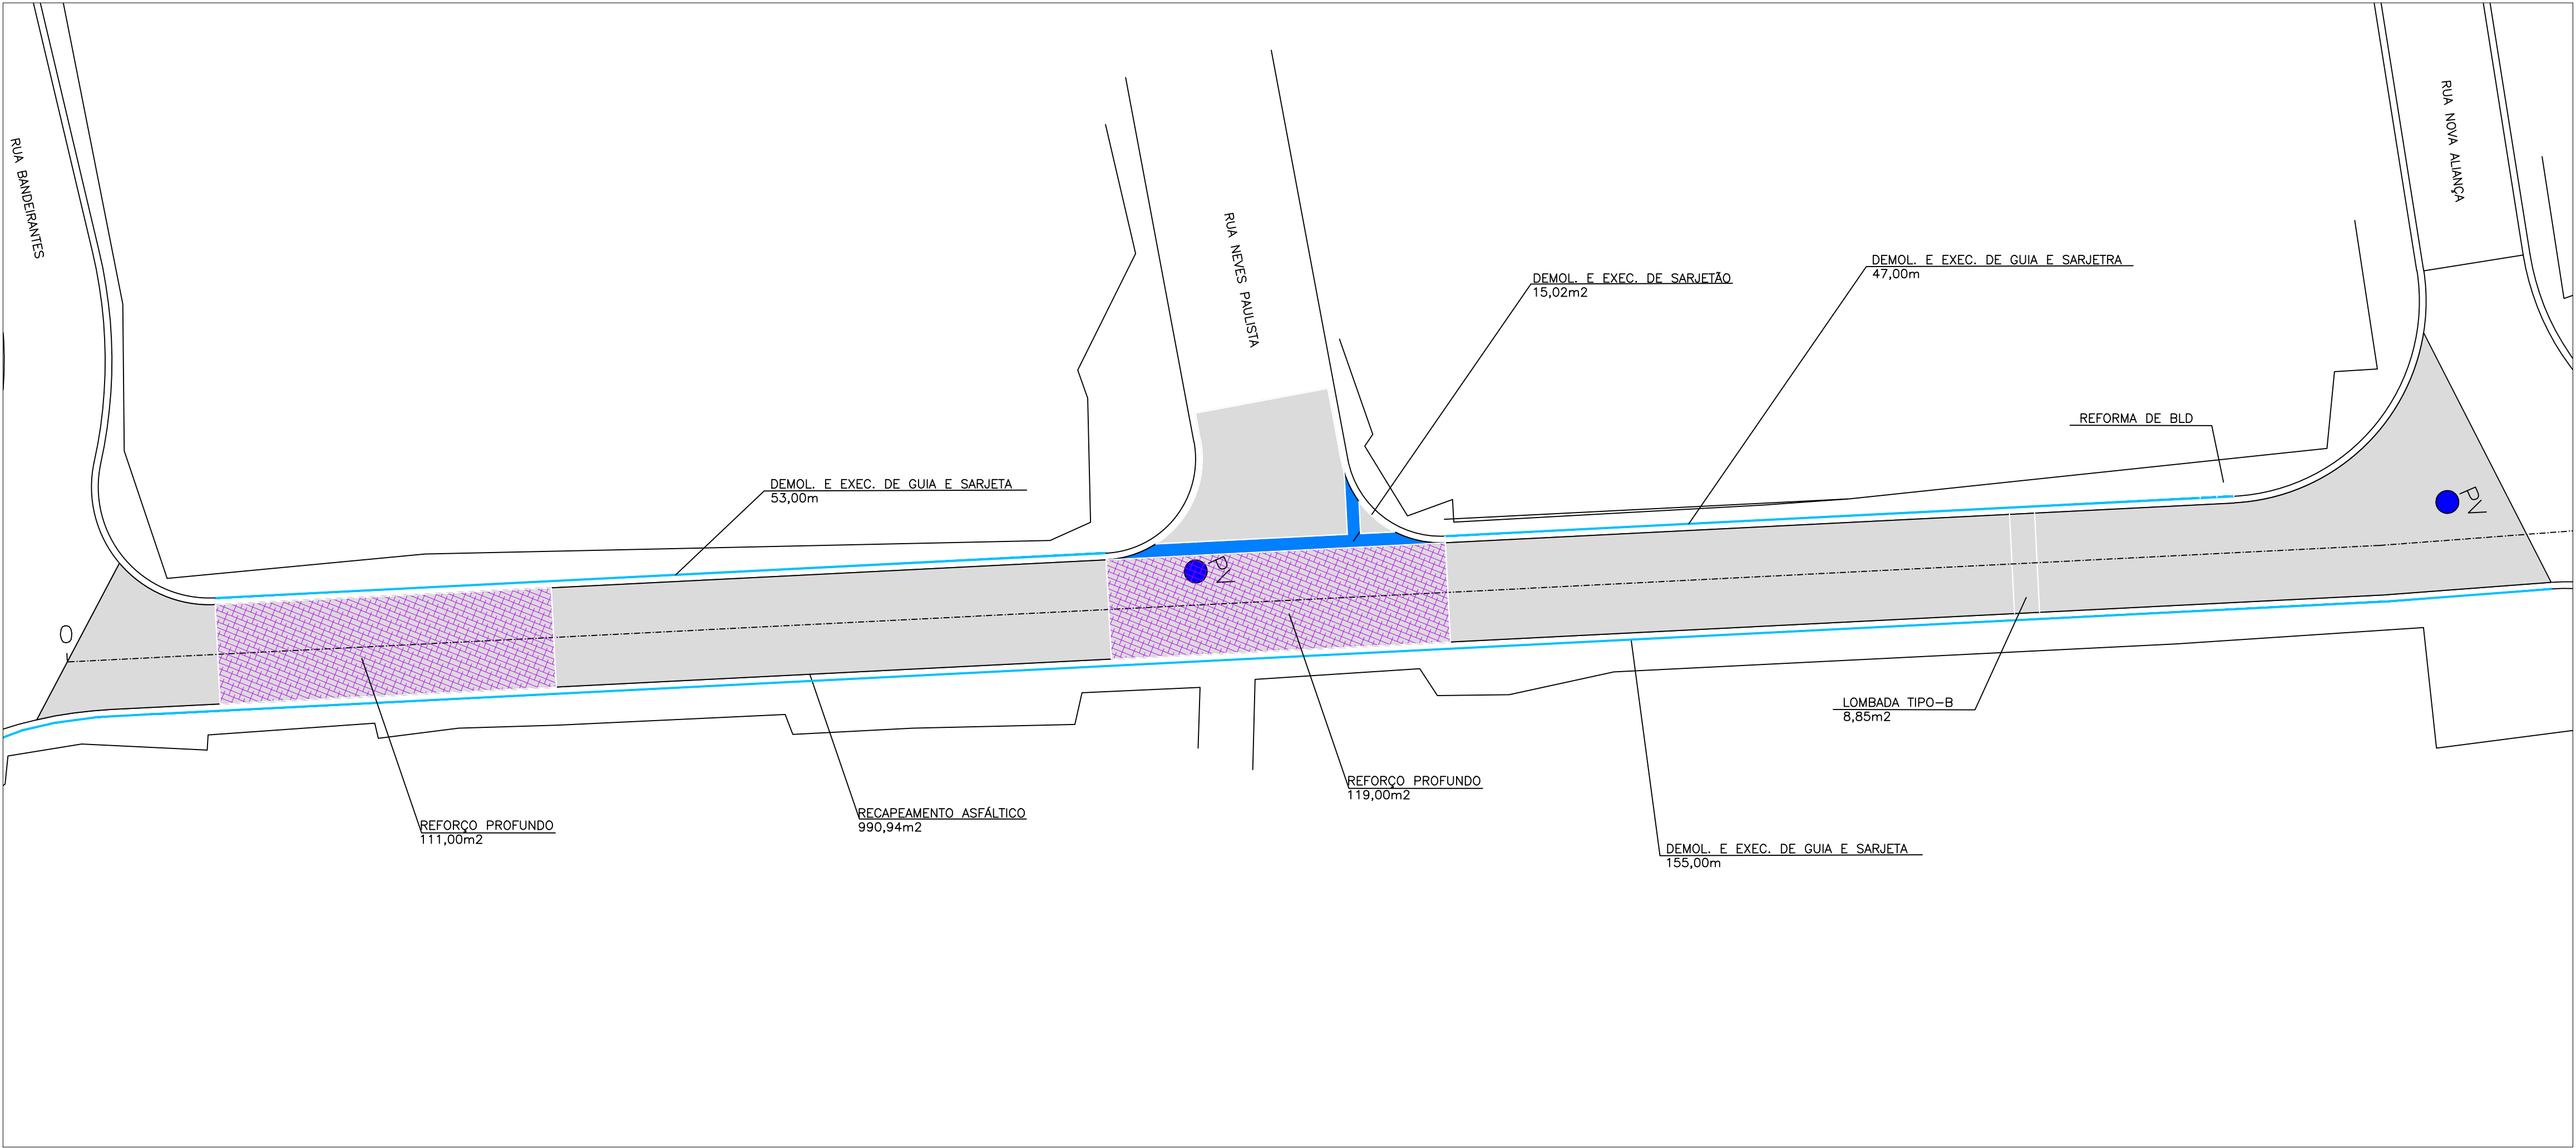 RUA BANDEIRANTES
RUA NEVES PAULISTA
RUA NOVA ALIANÇA
DEMOL. E EXEC. DE GUIA E SARJETRA
47,00m
DEMOL. E EXEC. DE SARJETÃO
15,02m2
REFORMA DE BLD
DEMOL. E EXEC. DE GUIA E SARJETA
53,00m
PV
PV
0
LOMBADA TIPO-B
8,85m2
REFORÇO PROFUNDO
119,00m2
RECAPEAMENTO ASFÁLTICO
990,94m2
REFORÇO PROFUNDO
111,00m2
DEMOL. E EXEC. DE GUIA E SARJETA
155,00m